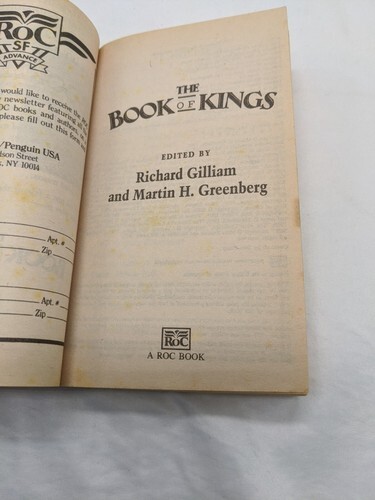 RoC
SF
ADVANCE
would like to receive the
newsletter featuring all
OC books and authors,
please fill out this form
/Penguin USA
dson Street
NY 10014
Apt. #
Zip
Apt. #
Zip
THE
BOOK OF KINGS
EDITED BY
Richard Gilliam
and Martin H. Greenberg
RoC
A ROC BOOK